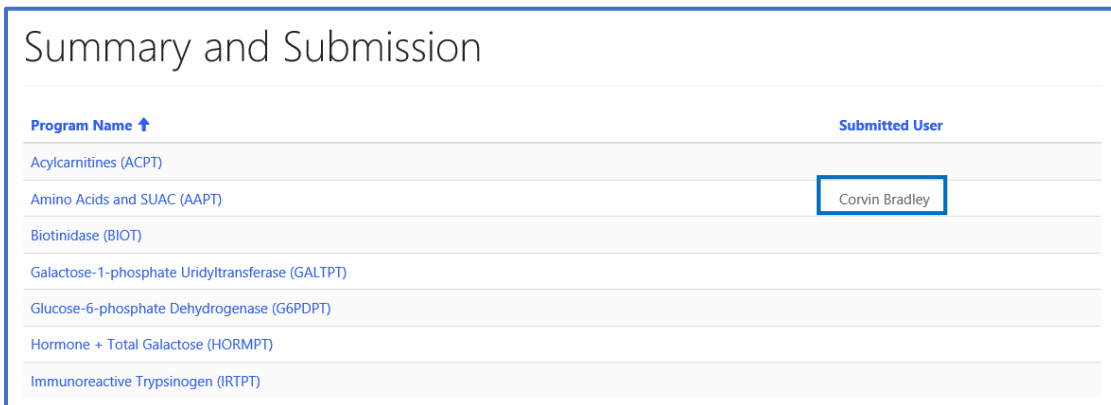 Summary and Submission
Program Name Submitted User
Acylcarnitines (ACPT)
Amino Acids and SUAC (AAPT) Corvin Bradley
Biotinidase (BIOT)
Galactose-1-phosphate Uridyltransferase (GALTPT)
Glucose-6-phosphate Dehydrogenase (G6PDPT)
Hormone + Total Galactose (HORMPT)
Immunoreactive Trypsinogen (IRTPT)